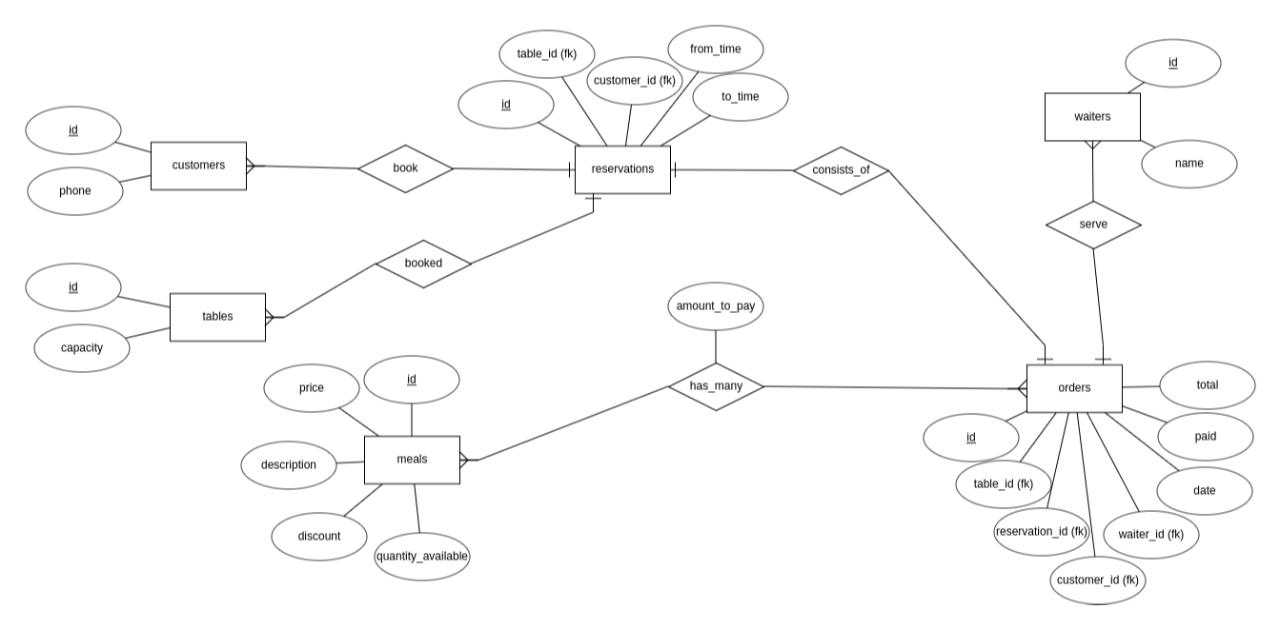 table_id (fk)
from_time
customer_id (fk)
id
to_time
id
waiters
id
customers
phone
book
reservations
consists_of
name
serve
id
tables
capacity
booked
amount_to_pay
has_many
price
id
description
meals
discount
quantity_available
orders
total
paid
date
id
table_id (fk)
reservation_id (fk)
waiter_id (fk)
customer_id (fk)